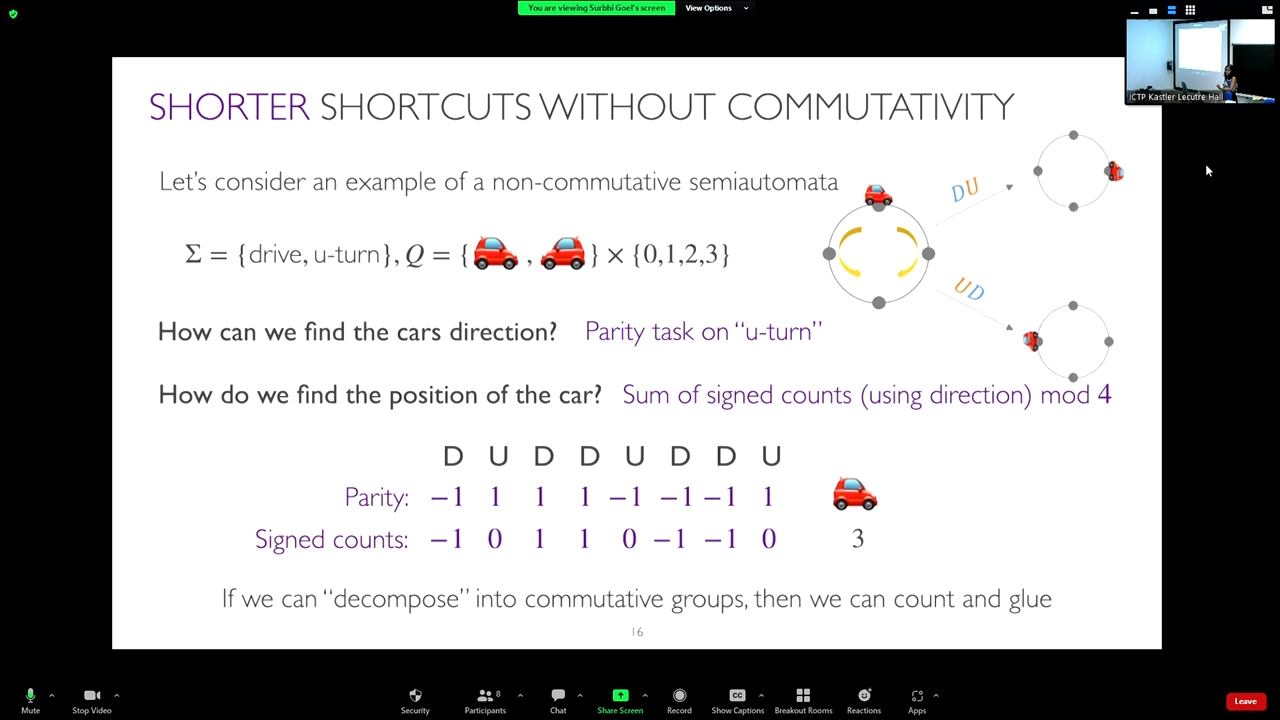 You are viewing Surbhi Goel's screen
View Options
ICTP Kastler Lecutre Hall
SHORTER SHORTCUTS WITHOUT COMMUTATIVITY
Let's consider an example of a non-commutative semiautomata
DU
Σ = {drive, u-turn}, Q = {🚗, 🚗} × {0,1,2,3}
UD
How can we find the cars direction? Parity task on "u-turn"
How do we find the position of the car? Sum of signed counts (using direction) mod 4
D U D D U D D U
Parity: −1 1 1 1 −1 −1 −1 1
Signed counts: −1 0 1 1 0 −1 −1 0 3
If we can "decompose" into commutative groups, then we can count and glue
16
Mute
Stop Video
Security
Participants 8
Chat
Share Screen
Record
CC
Show Captions
Breakout Rooms
Reactions
Apps
Leave